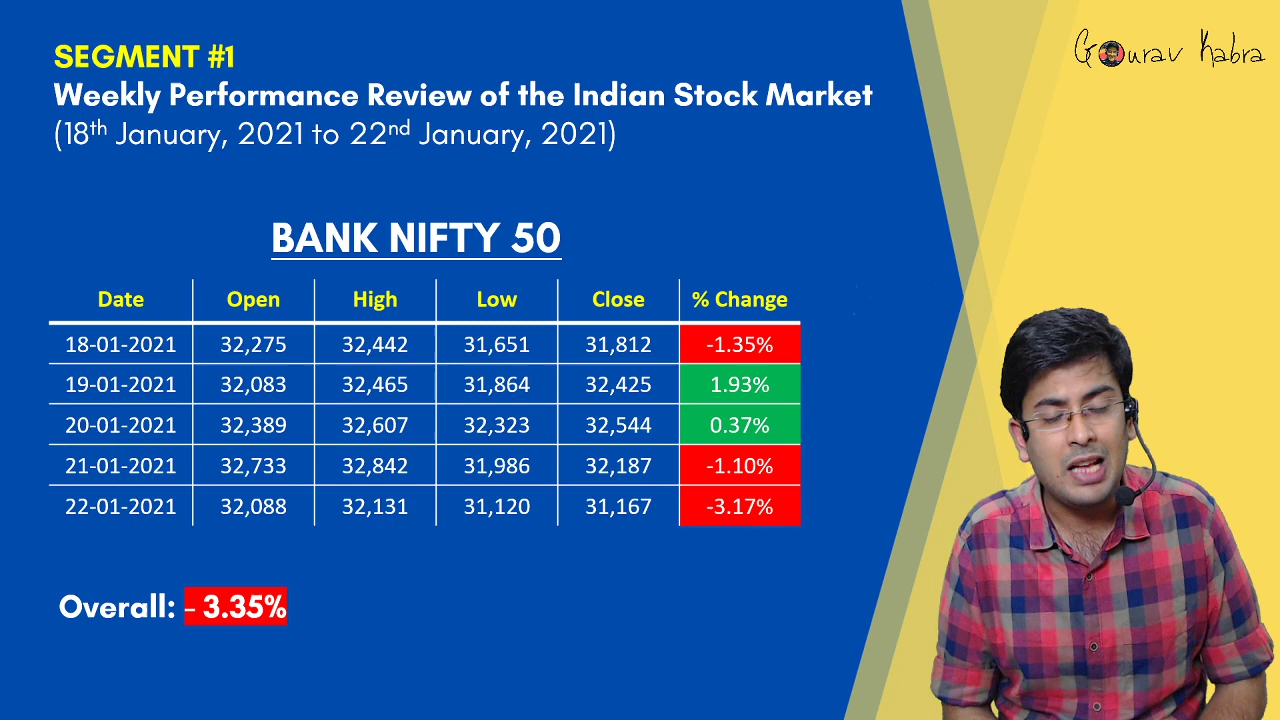 Gourav Kabra
SEGMENT #1
Weekly Performance Review of the Indian Stock Market
(18th January, 2021 to 22nd January, 2021)
BANK NIFTY 50
Date Open High Low Close % Change
18-01-2021 32,275 32,442 31,651 31,812 -1.35%
19-01-2021 32,083 32,465 31,864 32,425 1.93%
20-01-2021 32,389 32,607 32,323 32,544 0.37%
21-01-2021 32,733 32,842 31,986 32,187 -1.10%
22-01-2021 32,088 32,131 31,120 31,167 -3.17%
Overall: - 3.35%